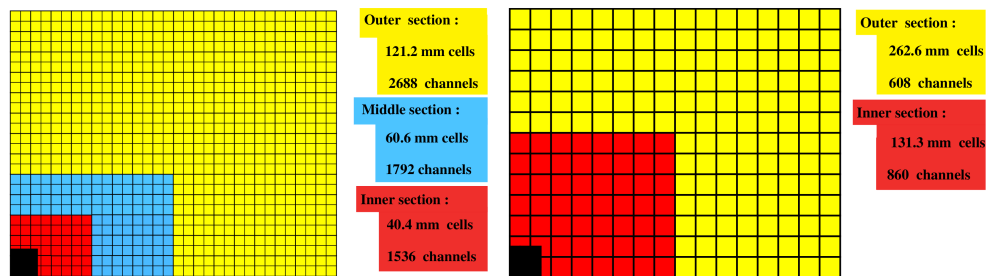 Outer section :
121.2 mm cells
2688 channels
Middle section :
60.6 mm cells
1792 channels
Inner section :
40.4 mm cells
1536 channels
Outer section :
262.6 mm cells
608 channels
Inner section :
131.3 mm cells
860 channels